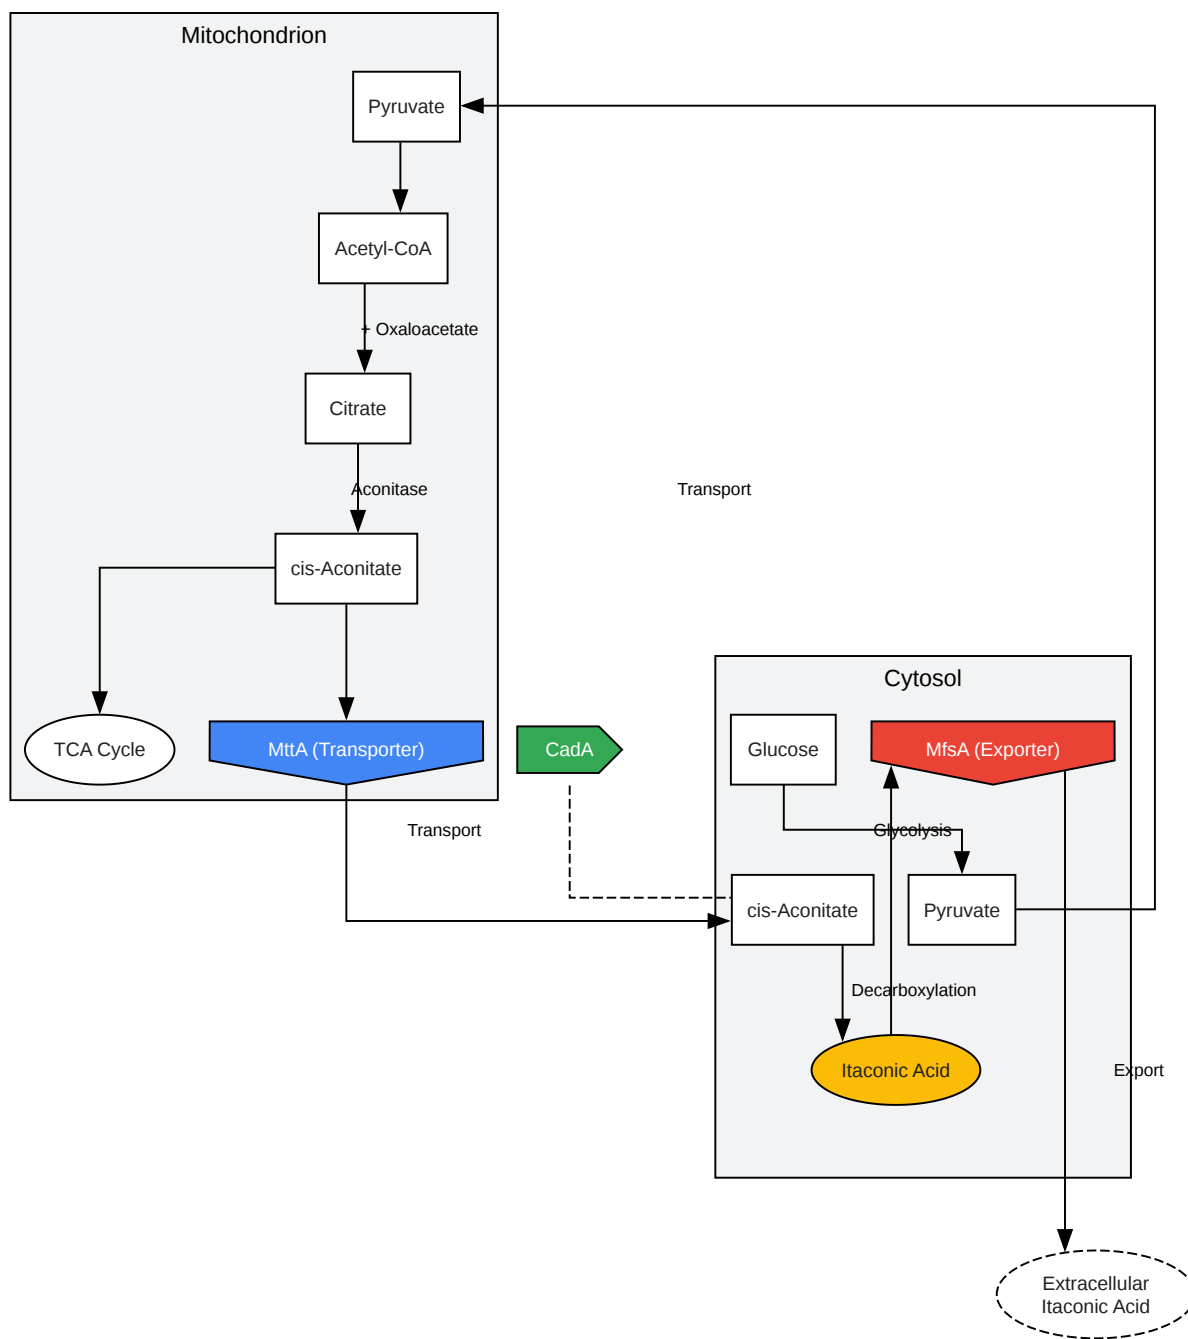 Mitochondrion
Pyruvate
Acetyl-CoA
+ Oxaloacetate
Citrate
Aconitase
Transport
cis-Aconitate
Cytosol
TCA Cycle
MttA (Transporter)
CadA
Glucose
MfsA (Exporter)
Transport
Glycolysis
cis-Aconitate
Pyruvate
Decarboxylation
Itaconic Acid
Export
Extracellular
Itaconic Acid